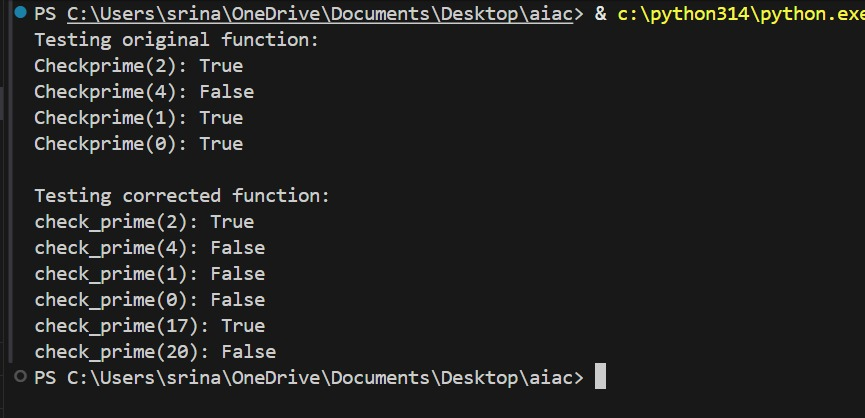 PS C:\Users\srina\OneDrive\Documents\Desktop\aiac> & c:\python314\python.exe
Testing original function:
Checkprime(2): True
Checkprime(4): False
Checkprime(1): True
Checkprime(0): True
Testing corrected function:
check_prime(2): True
check_prime(4): False
check_prime(1): False
check_prime(0): False
check_prime(17): True
check_prime(20): False
PS C:\Users\srina\OneDrive\Documents\Desktop\aiac>